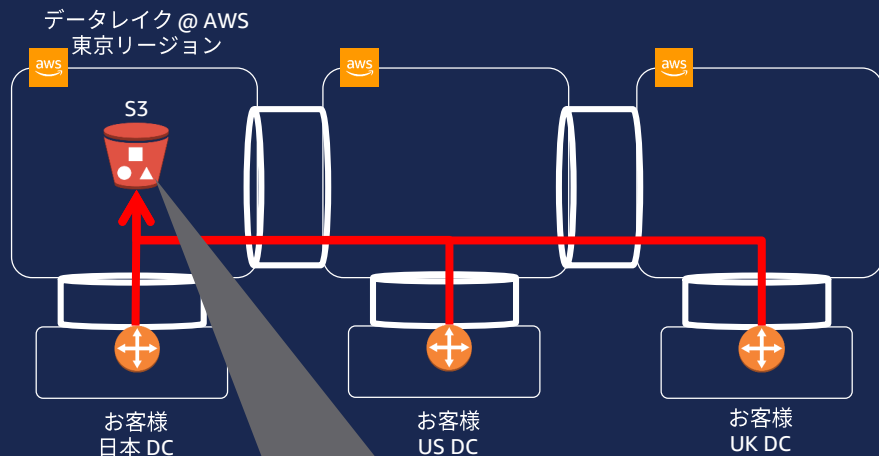 データレイク @ AWS
東京リージョン
aws
aws
aws
S3
お客様
日本 DC
お客様
US DC
お客様
UK DC